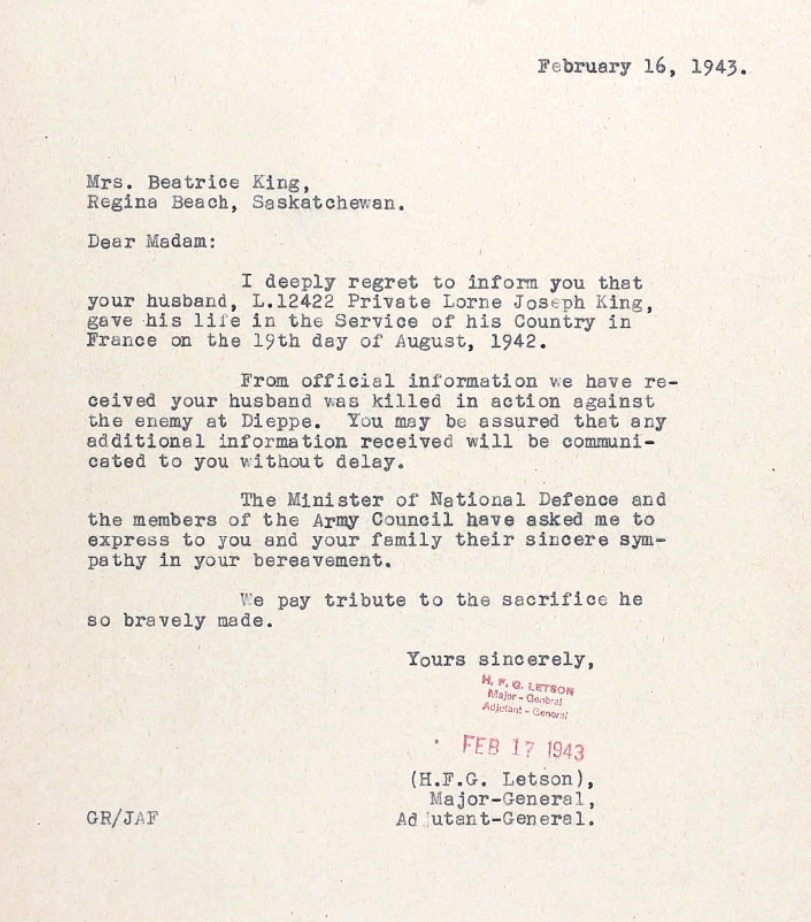 February 16, 1943.
Mrs. Beatrice King,
Regina Beach, Saskatchewan.
Dear Madam:
I deeply regret to inform you that
your husband, L.12422 Private Lorne Joseph King,
gave his life in the Service of his Country in
France on the 19th day of August, 1942.
From official information we have re-
ceived your husband was killed in action against
the enemy at Dieppe. You may be assured that any
additional information received will be communi-
cated to you without delay.
The Minister of National Defence and
the members of the Army Council have asked me to
express to you and your family their sincere sym-
pathy in your bereavement.
We pay tribute to the sacrifice he
so bravely made.
Yours sincerely,
H. F. G. LETSON
Major - General
Adjutant - General
FEB 17 1943
(H.F.G. Letson),
Major-General,
GR/JAF Adjutant-General.